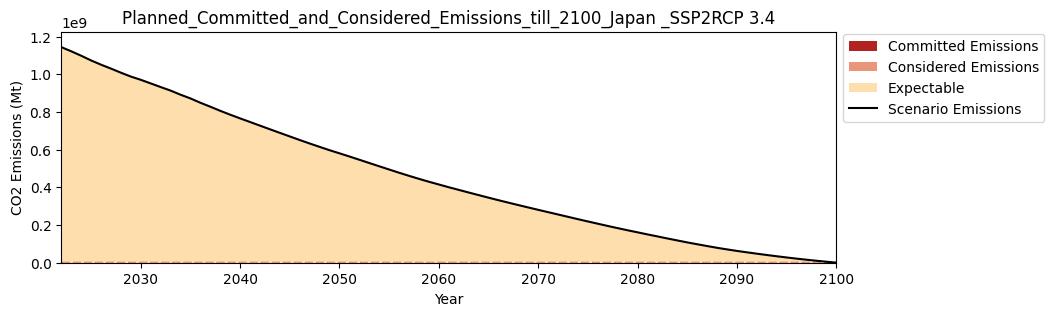 Planned_Committed_and_Considered_Emissions_till_2100_Japan _SSP2RCP 3.4
1e9
1.2
1.0
0.8
0.6
0.4
0.2
0.0
CO2 Emissions (Mt)
2030 2040 2050 2060 2070 2080 2090 2100
Year
Committed Emissions
Considered Emissions
Expectable
Scenario Emissions